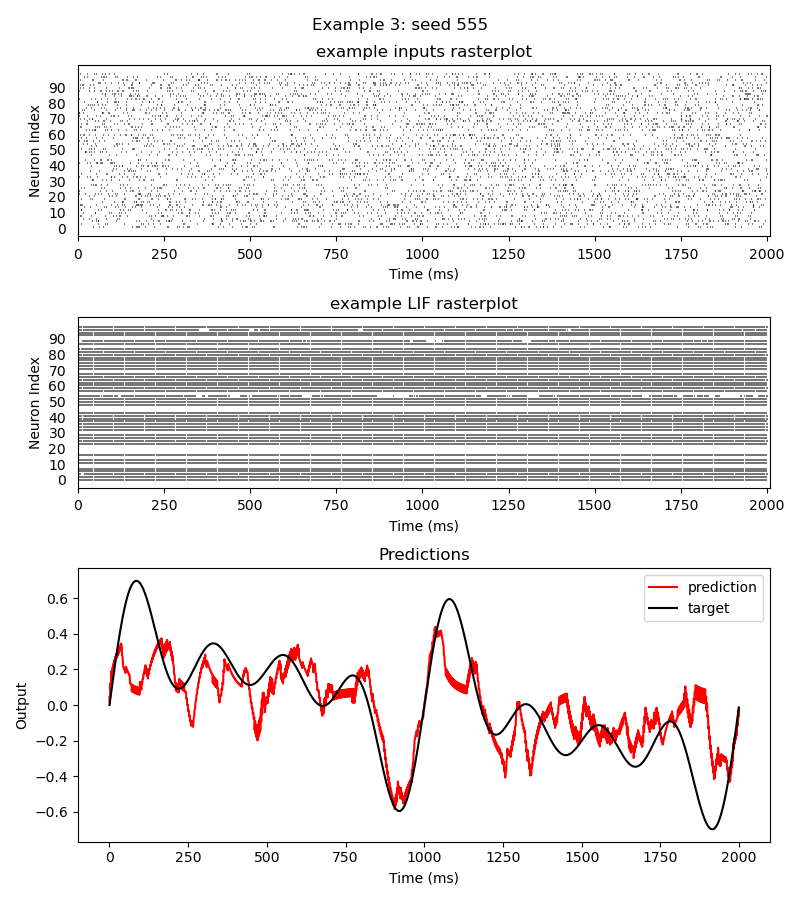 Example 3: seed 555
example inputs rasterplot
Neuron Index
90
80
70
60
50
40
30
20
10
0
0 250 500 750 1000 1250 1500 1750 2000
Time (ms)
example LIF rasterplot
Neuron Index
90
80
70
60
50
40
30
20
10
0
0 250 500 750 1000 1250 1500 1750 2000
Time (ms)
Predictions
Output
0.6
0.4
0.2
0.0
−0.2
−0.4
−0.6
prediction
target
0 250 500 750 1000 1250 1500 1750 2000
Time (ms)